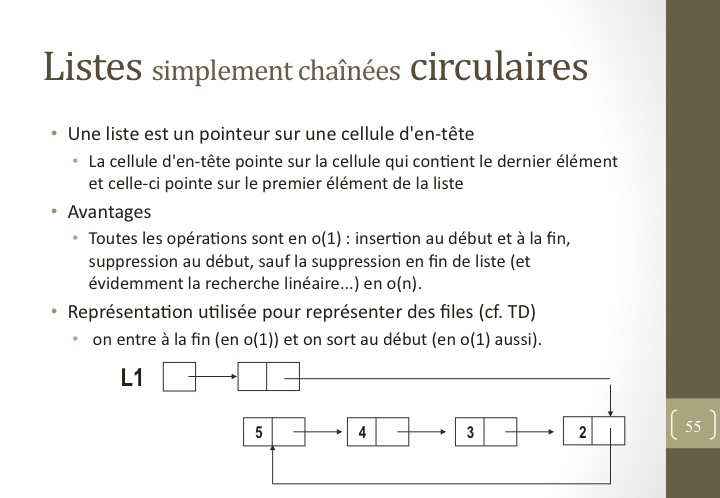 Listes simplement chaînées circulaires
• Une liste est un pointeur sur une cellule d'en-tête
• La cellule d'en-tête pointe sur la cellule qui contient le dernier élément
et celle-ci pointe sur le premier élément de la liste
• Avantages
• Toutes les opérations sont en o(1) : insertion au début et à la fin,
suppression au début, sauf la suppression en fin de liste (et
évidemment la recherche linéaire...) en o(n).
• Représentation utilisée pour représenter des files (cf. TD)
• on entre à la fin (en o(1)) et on sort au début (en o(1) aussi).
L1
55
5 4 3 2